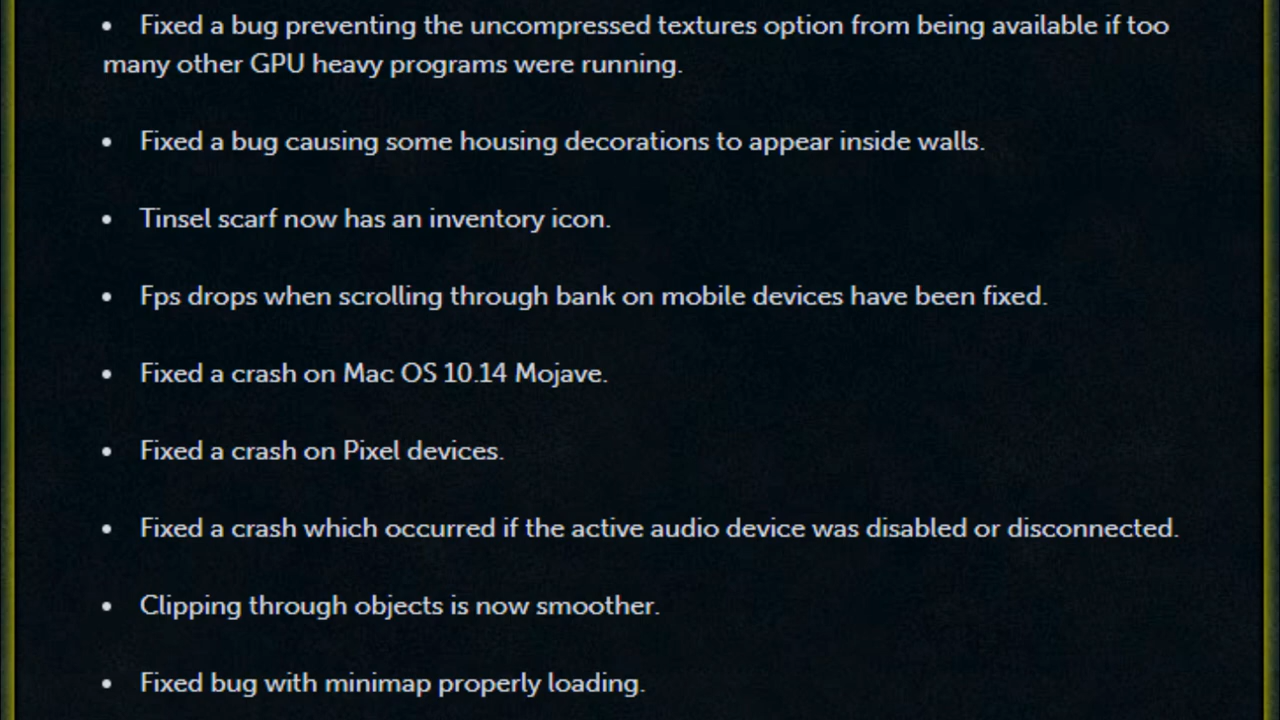 • Fixed a bug preventing the uncompressed textures option from being available if too
many other GPU heavy programs were running.
• Fixed a bug causing some housing decorations to appear inside walls.
• Tinsel scarf now has an inventory icon.
• Fps drops when scrolling through bank on mobile devices have been fixed.
• Fixed a crash on Mac OS 10.14 Mojave.
• Fixed a crash on Pixel devices.
• Fixed a crash which occurred if the active audio device was disabled or disconnected.
• Clipping through objects is now smoother.
• Fixed bug with minimap properly loading.